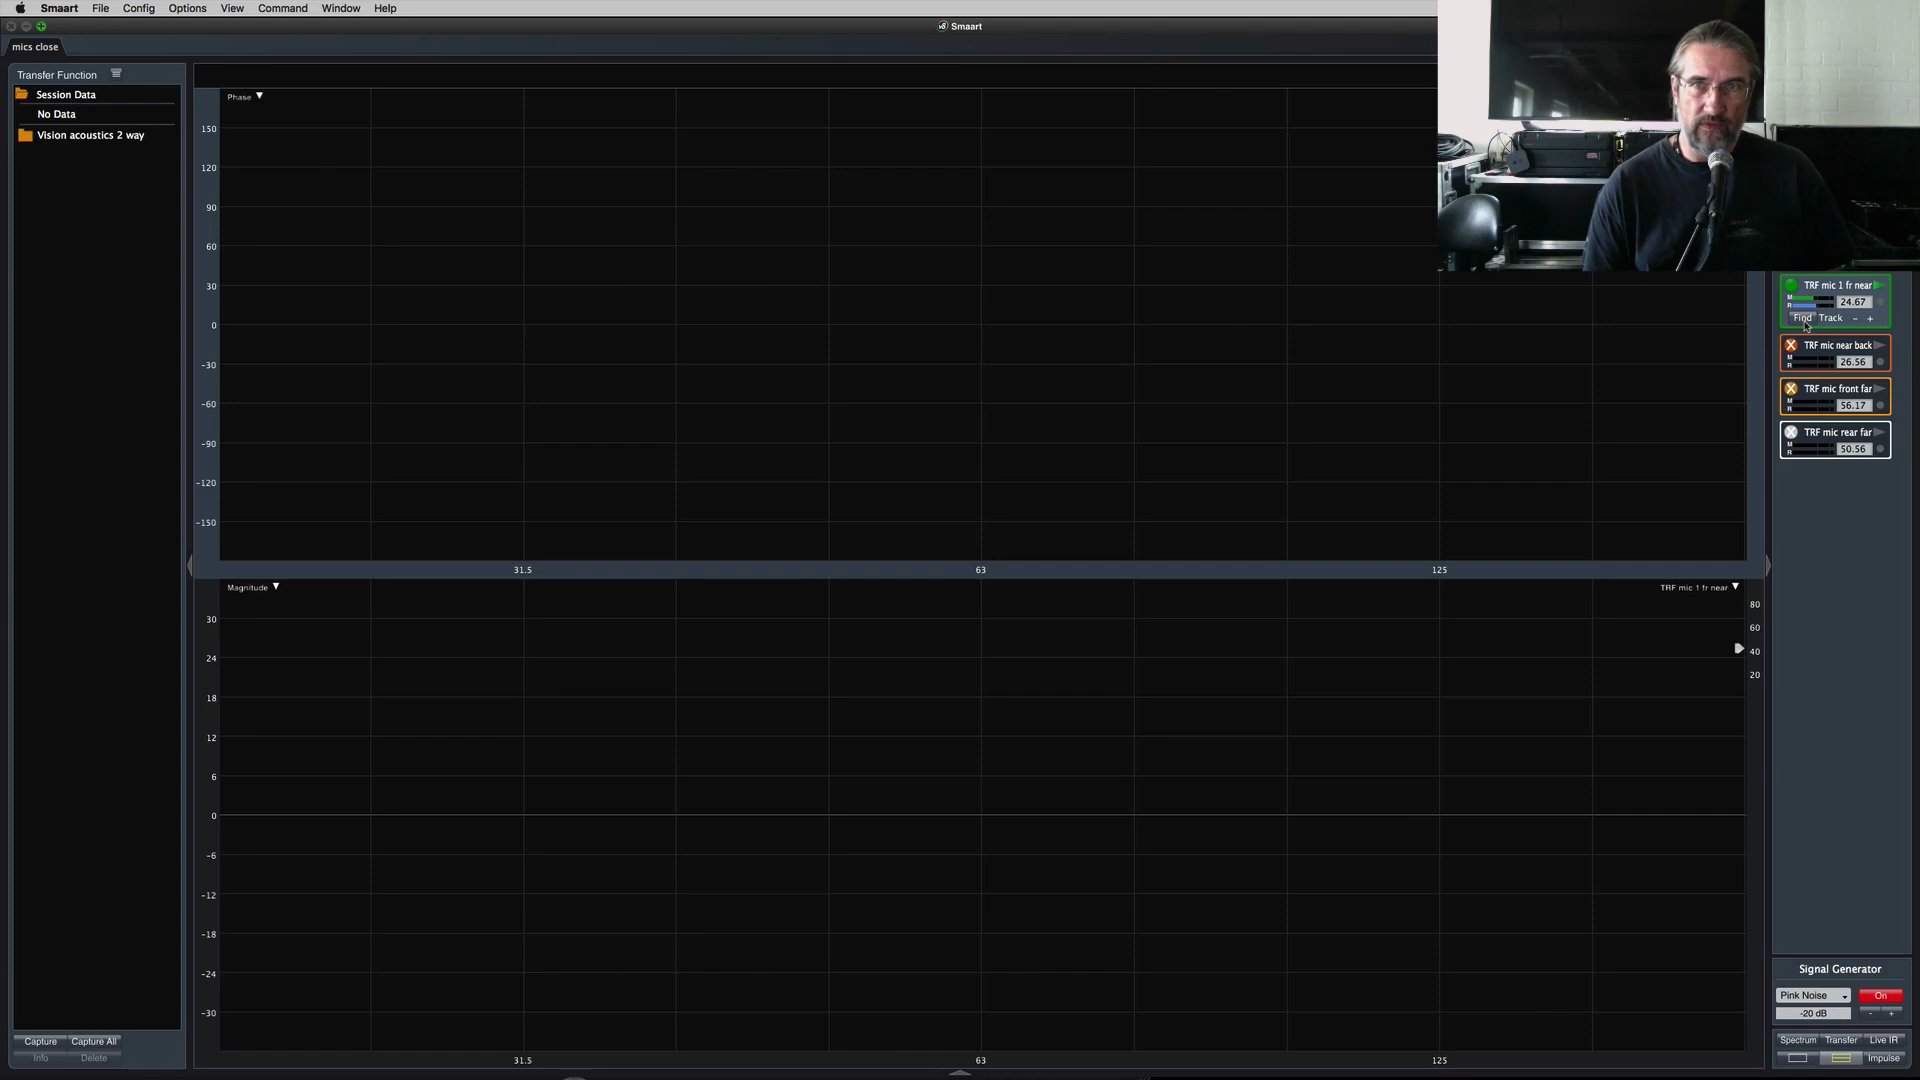 Smaart File Config Options View Command Window Help
Smaart
mics close
Transfer Function
Session Data
No Data
Vision acoustics 2 way
Phase
150
120
90
60
30
0
-30
-60
-90
-120
-150
31.5 63 125
Magnitude
TRF mic 1 fr near
30
24
18
12
6
0
-6
-12
-18
-24
-30
80
60
40
20
31.5 63 125
TRF mic 1 fr near
M
R
24.67
Find Track - +
TRF mic near back
M
R
26.56
TRF mic front far
M
R
56.17
TRF mic rear far
M
R
50.56
Signal Generator
Pink Noise On
-20 dB - +
Spectrum Transfer Live IR
Impulse
Capture Capture All
Info Delete